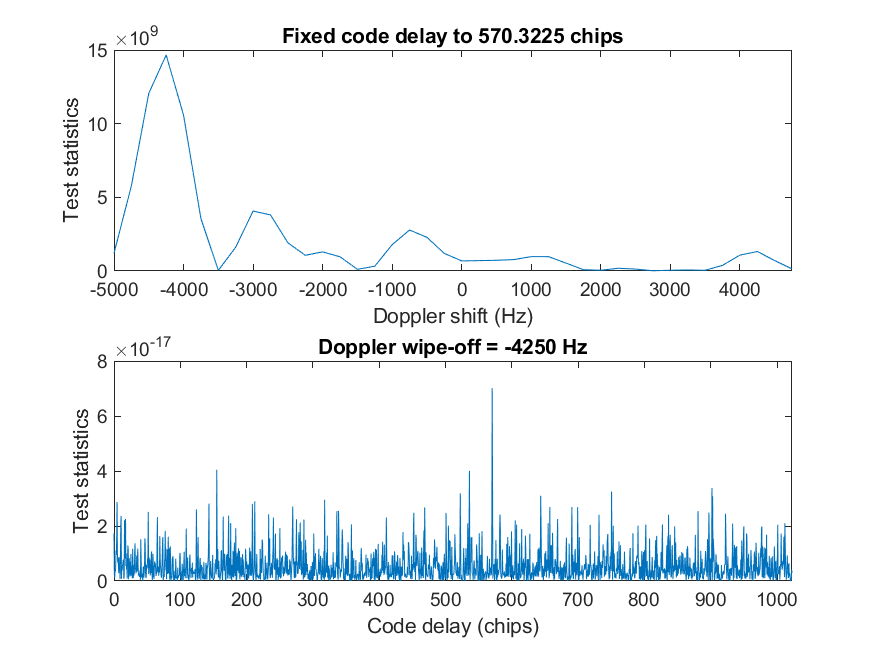 Fixed code delay to 570.3225 chips
×10^9
15
10
5
0
Test statistics
-5000 -4000 -3000 -2000 -1000 0 1000 2000 3000 4000
Doppler shift (Hz)
Doppler wipe-off = -4250 Hz
×10^-17
8
6
4
2
0
Test statistics
0 100 200 300 400 500 600 700 800 900 1000
Code delay (chips)